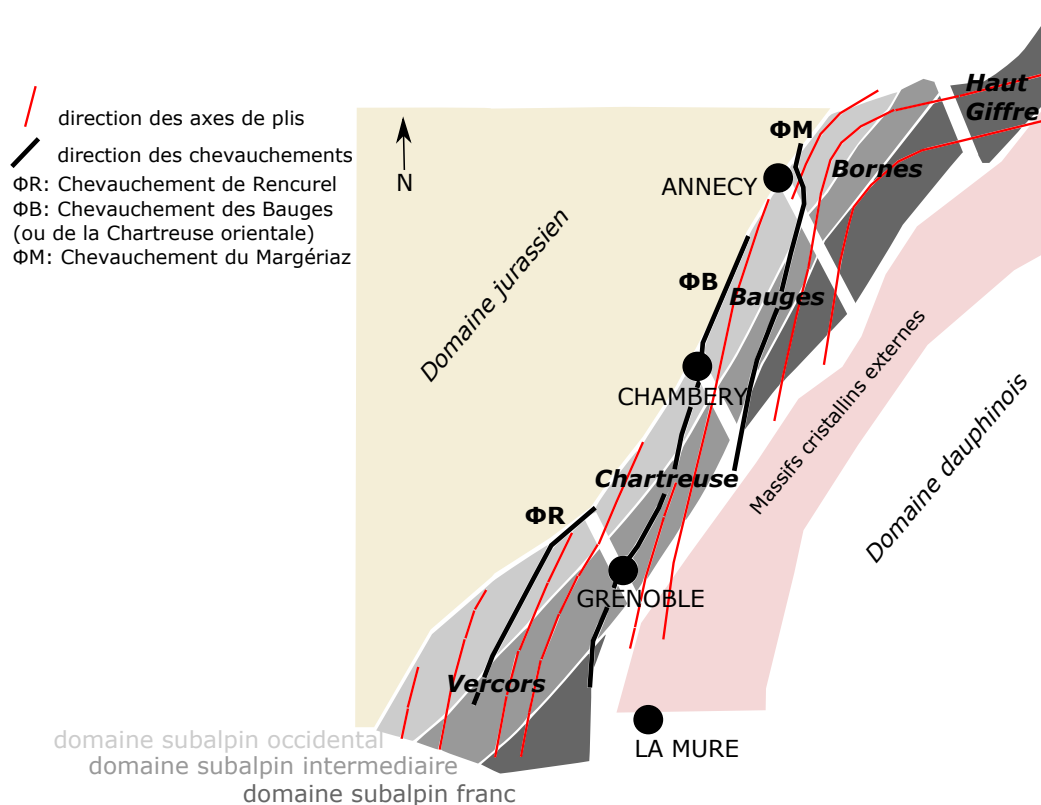 direction des axes de plis
direction des chevauchements
ΦR: Chevauchement de Rencurel
ΦB: Chevauchement des Bauges
(ou de la Chartreuse orientale)
ΦM: Chevauchement du Margériaz
N
Haut
Giffre
ΦM
Bornes
ANNECY
Domaine jurassien
ΦB
Bauges
CHAMBERY
Massifs cristallins externes
Domaine dauphinois
Chartreuse
ΦR
GRENOBLE
Vercors
LA MURE
domaine subalpin occidental
domaine subalpin intermediaire
domaine subalpin franc